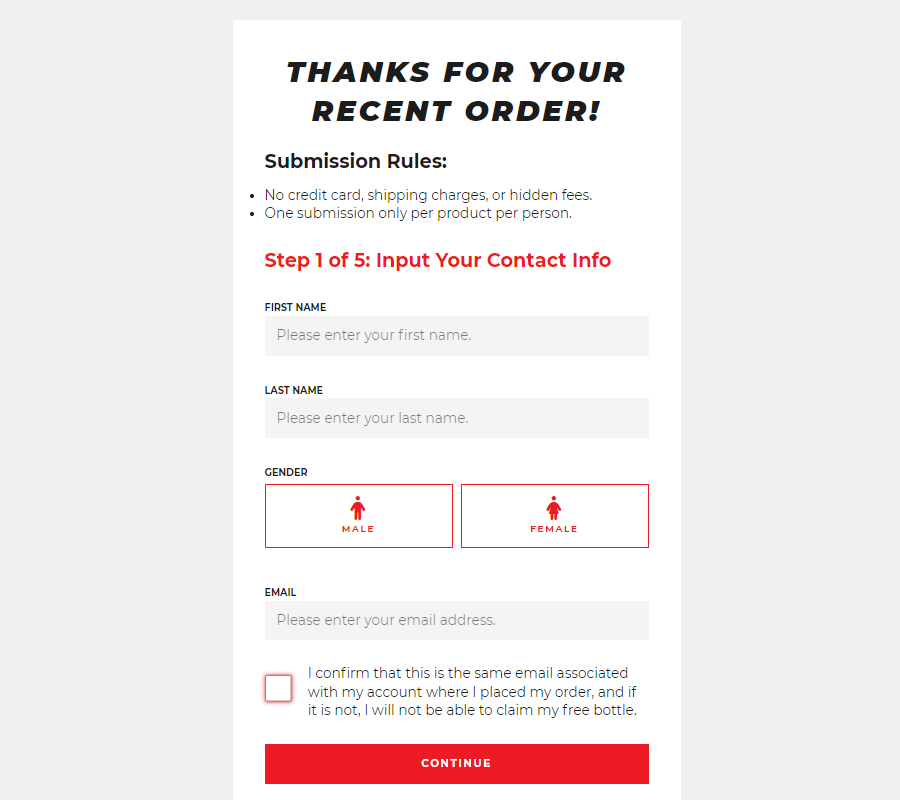 THANKS FOR YOUR
RECENT ORDER!
Submission Rules:
No credit card, shipping charges, or hidden fees.
One submission only per product per person.
Step 1 of 5: Input Your Contact Info
FIRST NAME
Please enter your first name.
LAST NAME
Please enter your last name.
GENDER
MALE FEMALE
EMAIL
Please enter your email address.
I confirm that this is the same email associated
with my account where I placed my order, and if
it is not, I will not be able to claim my free bottle.
CONTINUE